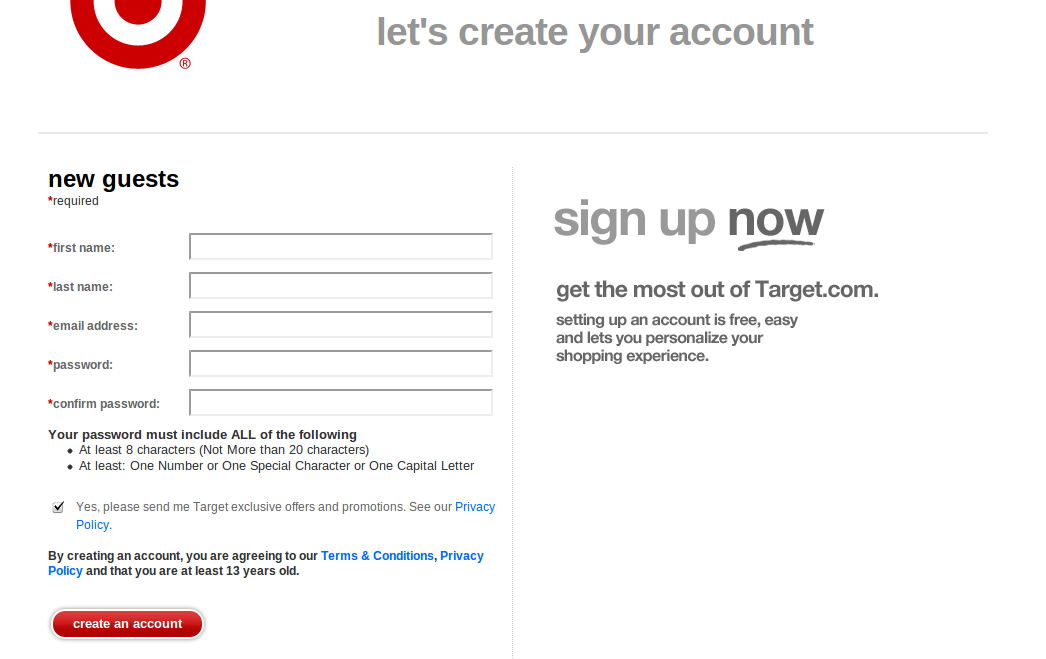 ®
let's create your account
new guests
*required
*first name:
*last name:
*email address:
*password:
*confirm password:
Your password must include ALL of the following
• At least 8 characters (Not More than 20 characters)
• At least: One Number or One Special Character or One Capital Letter
Yes, please send me Target exclusive offers and promotions. See our Privacy
Policy.
By creating an account, you are agreeing to our Terms & Conditions, Privacy
Policy and that you are at least 13 years old.
create an account
sign up now
get the most out of Target.com.
setting up an account is free, easy
and lets you personalize your
shopping experience.